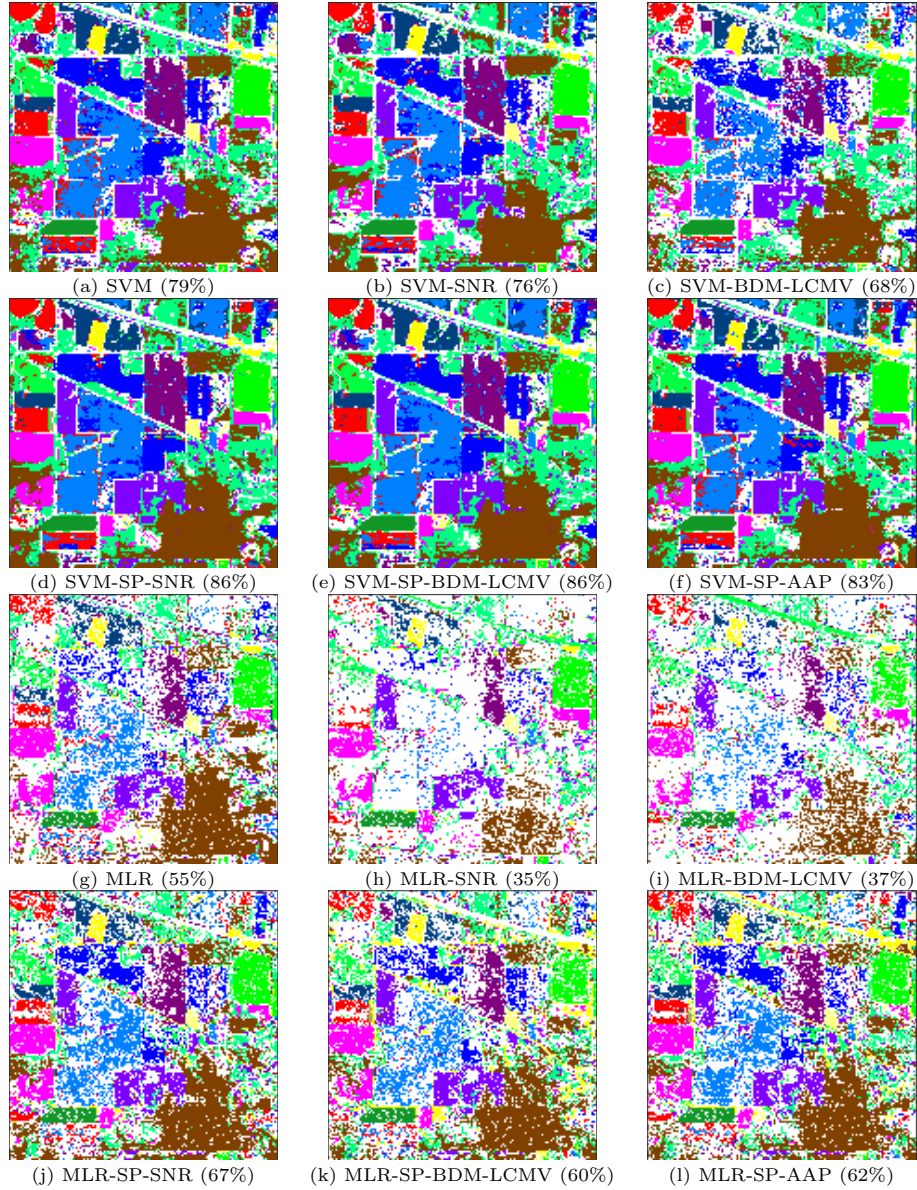 (a) SVM (79%)
(b) SVM-SNR (76%)
(c) SVM-BDM-LCMV (68%)
(d) SVM-SP-SNR (86%)
(e) SVM-SP-BDM-LCMV (86%)
(f) SVM-SP-AAP (83%)
(g) MLR (55%)
(h) MLR-SNR (35%)
(i) MLR-BDM-LCMV (37%)
(j) MLR-SP-SNR (67%)
(k) MLR-SP-BDM-LCMV (60%)
(l) MLR-SP-AAP (62%)